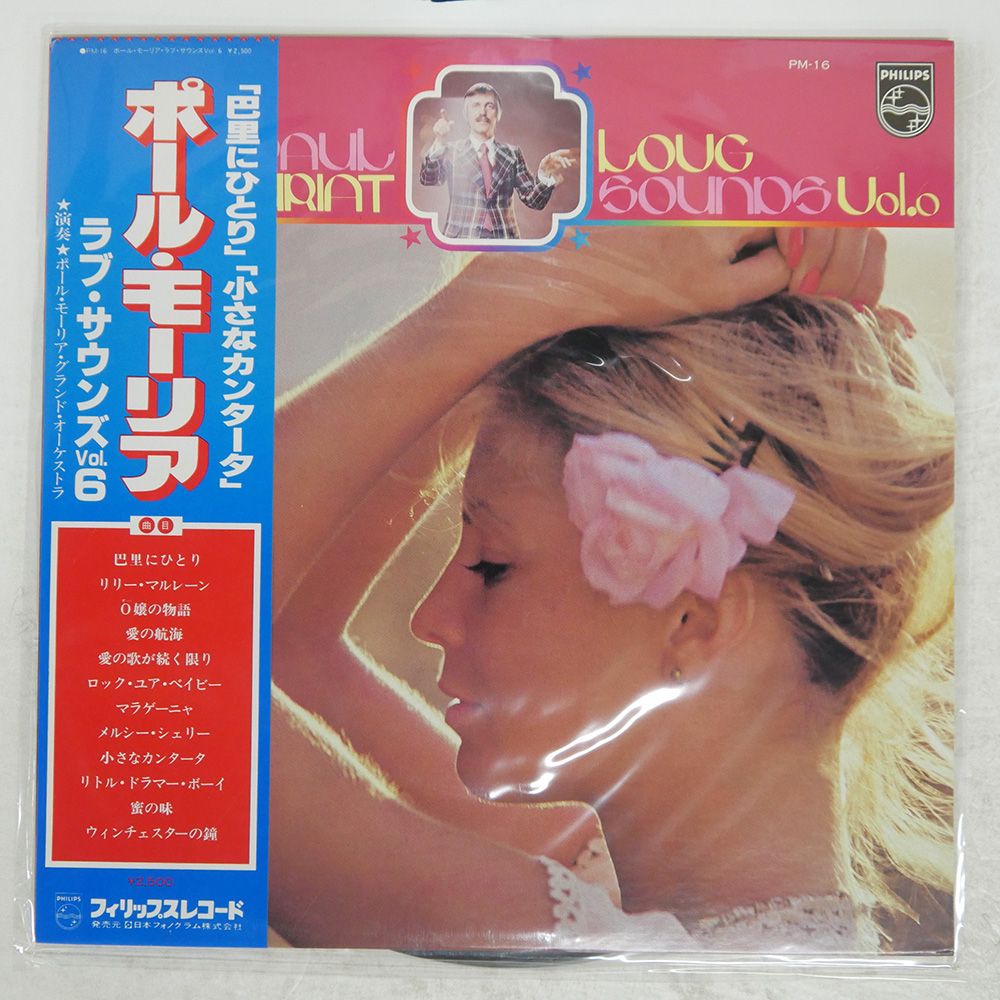 ●PM-16 ポール・モーリア・ラブ・サウンズVol.6 ¥2,500
「巴里にひとり」「小さなカンタータ」
ポール・モーリア
ラブ・サウンズVol.6
★演奏★ポール・モーリア・グランド・オーケストラ
曲目
巴里にひとり
リリー・マルレーン
O嬢の物語
愛の航海
愛の歌が続く限り
ロック・ユア・ベイビー
マラゲーニャ
メルシー・シェリー
小さなカンタータ
リトル・ドラマー・ボーイ
蜜の味
ウィンチェスターの鐘
¥2,500
PHILIPS
フィリップスレコード
発売元 日本フォノグラム株式会社
PM-16
PHILIPS
PAUL
URIAT
LOVE
SOUNDS Vol.6